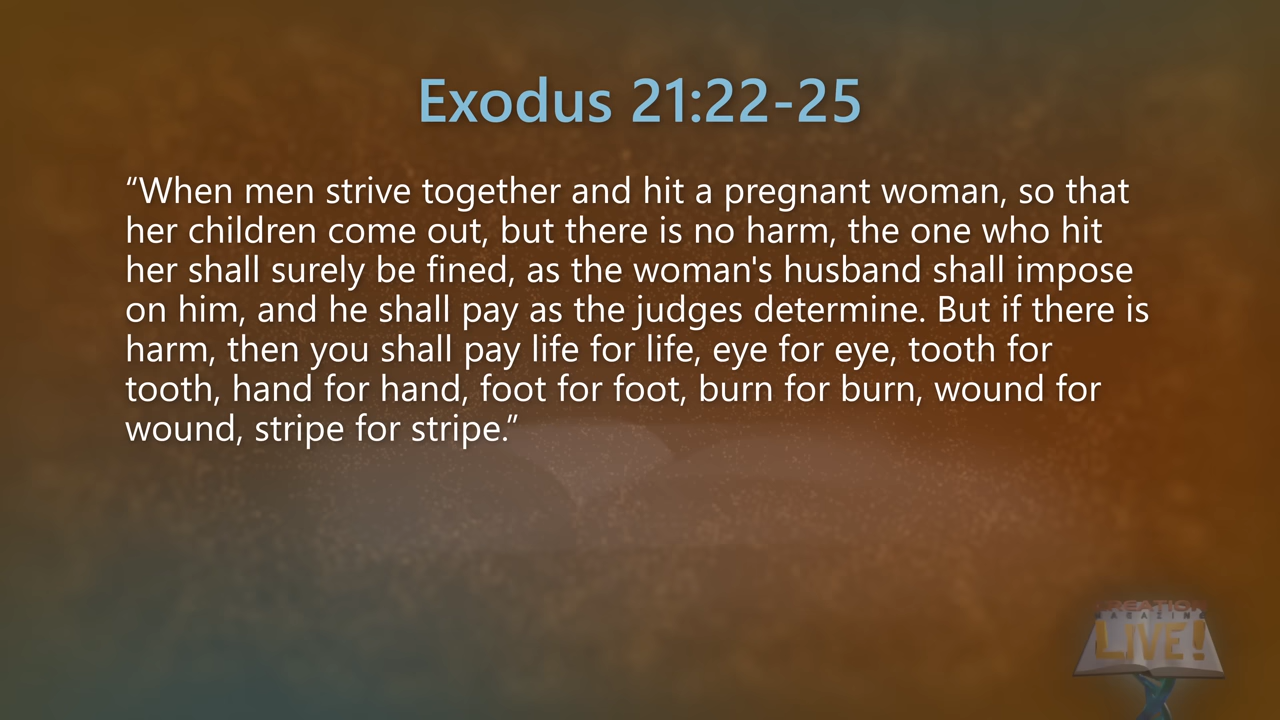 Exodus 21:22-25
“When men strive together and hit a pregnant woman, so that
her children come out, but there is no harm, the one who hit
her shall surely be fined, as the woman's husband shall impose
on him, and he shall pay as the judges determine. But if there is
harm, then you shall pay life for life, eye for eye, tooth for
tooth, hand for hand, foot for foot, burn for burn, wound for
wound, stripe for stripe.”
CREATION
MAGAZINE
LIVE!